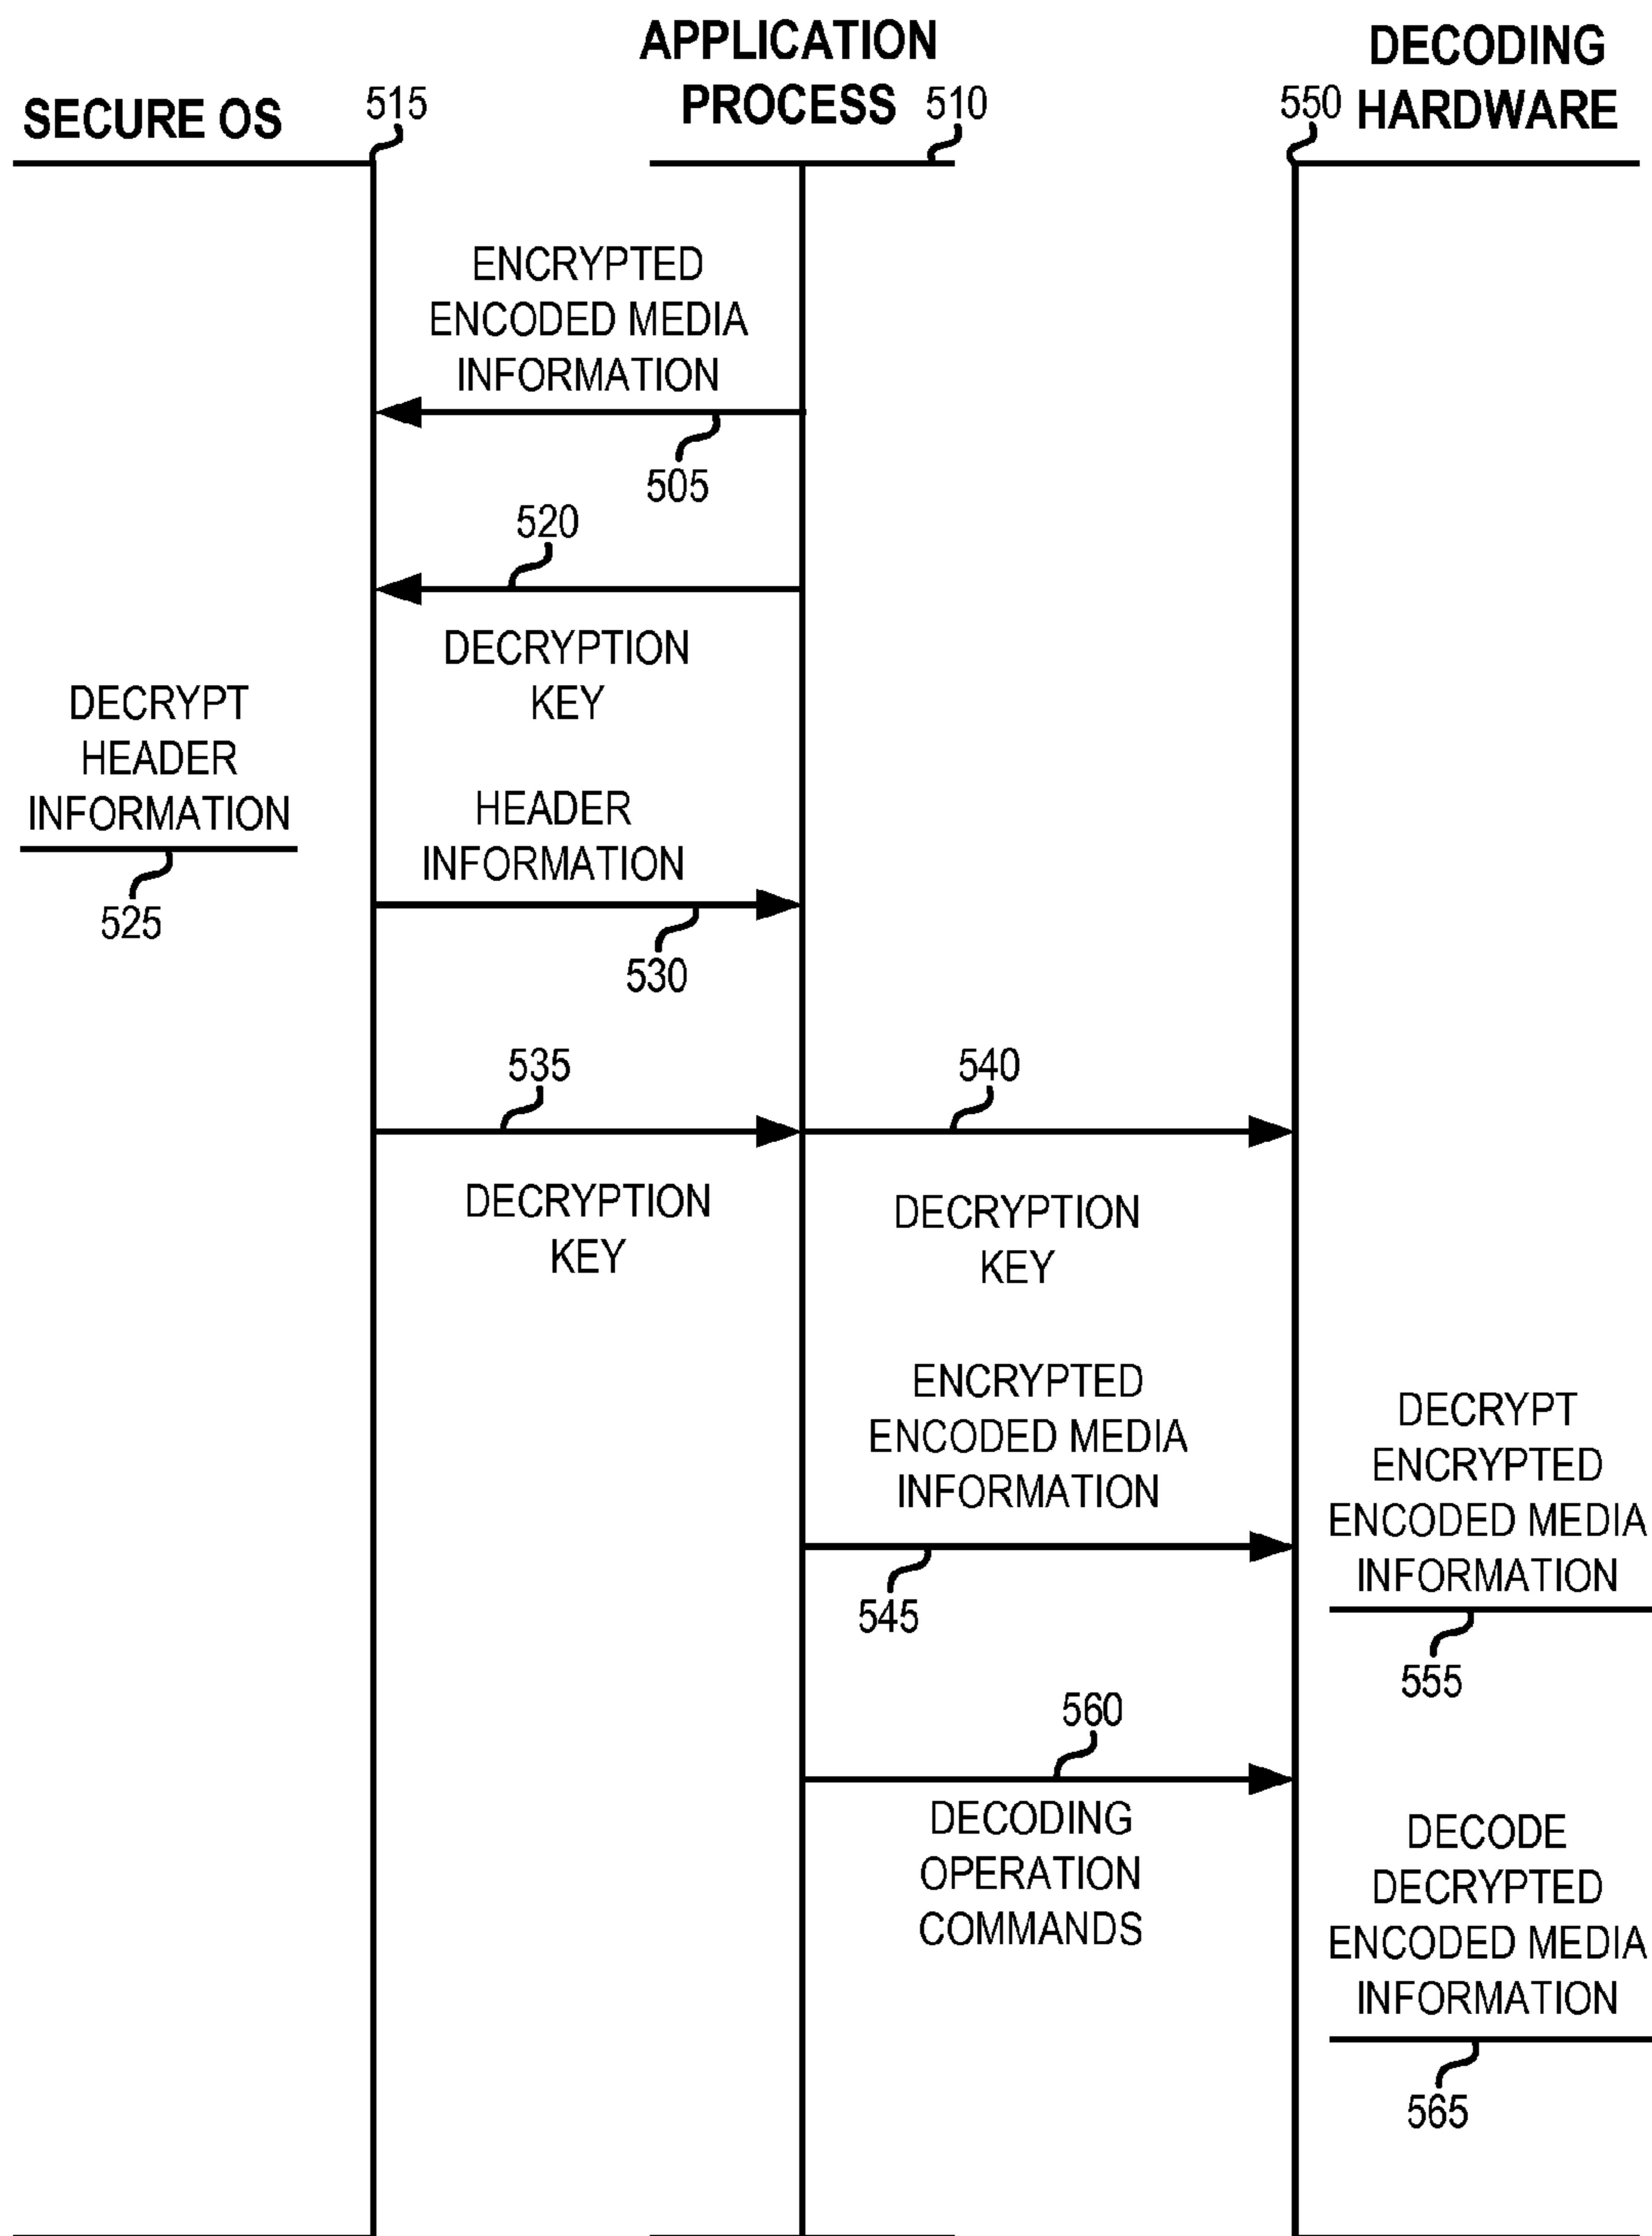 SECURE OS
515
APPLICATION
PROCESS 510
DECODING
550 HARDWARE
ENCRYPTED
ENCODED MEDIA
INFORMATION
505
520
DECRYPTION
KEY
DECRYPT
HEADER
INFORMATION
525
HEADER
INFORMATION
530
535
540
DECRYPTION
KEY
DECRYPTION
KEY
ENCRYPTED
ENCODED MEDIA
INFORMATION
545
DECRYPT
ENCRYPTED
ENCODED MEDIA
INFORMATION
555
560
DECODING
OPERATION
COMMANDS
DECODE
DECRYPTED
ENCODED MEDIA
INFORMATION
565